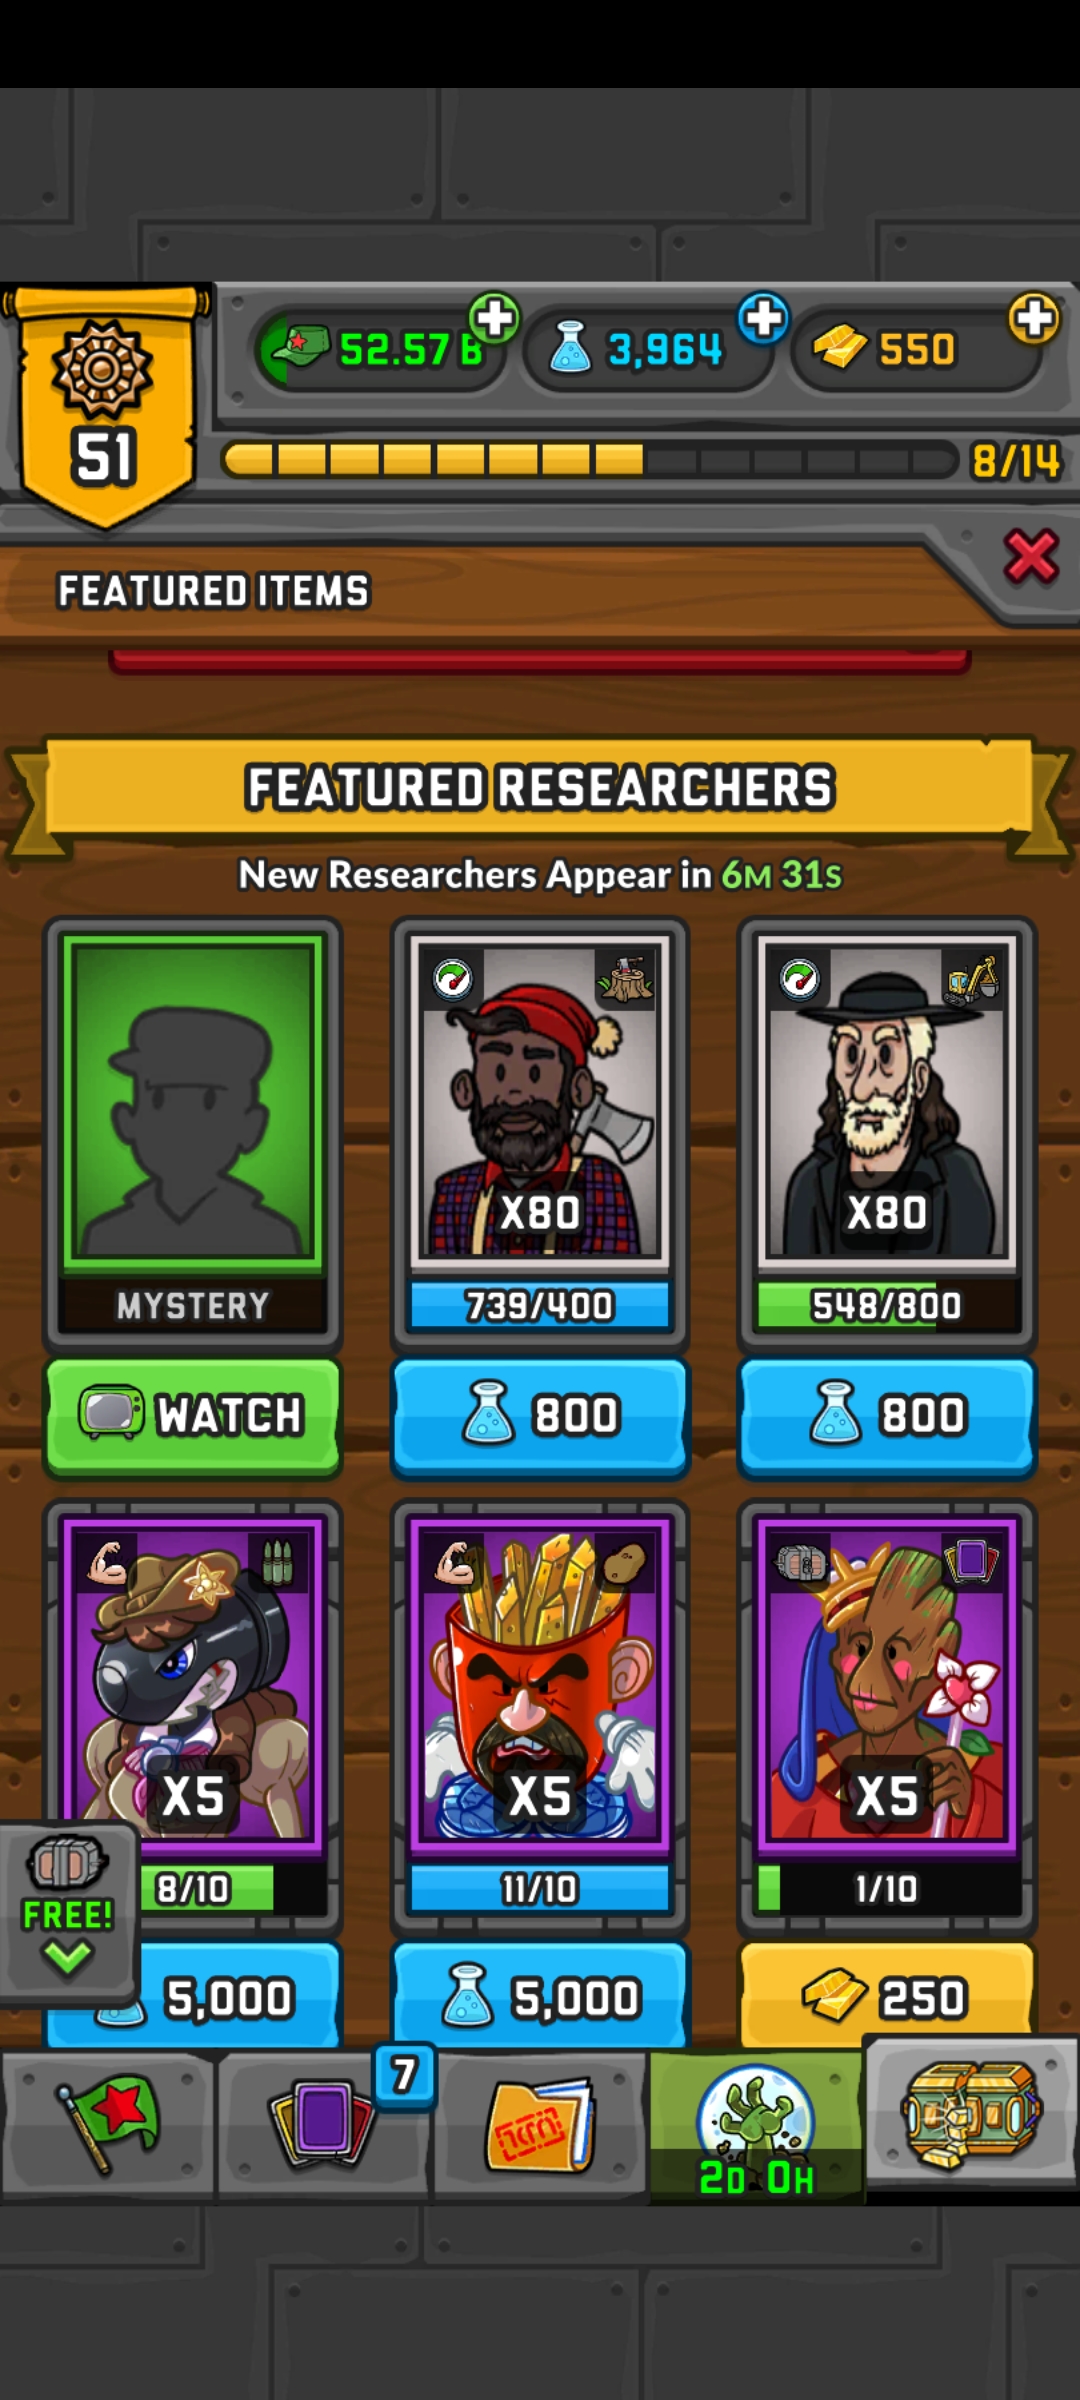 51
52.57 B
3,964
550
8/14
FEATURED ITEMS
FEATURED RESEARCHERS
New Researchers Appear in 6M 31S
X80
X80
MYSTERY
739/400
548/800
WATCH
800
800
X5
X5
X5
8/10
11/10
1/10
FREE!
5,000
5,000
250
7
2D 0H